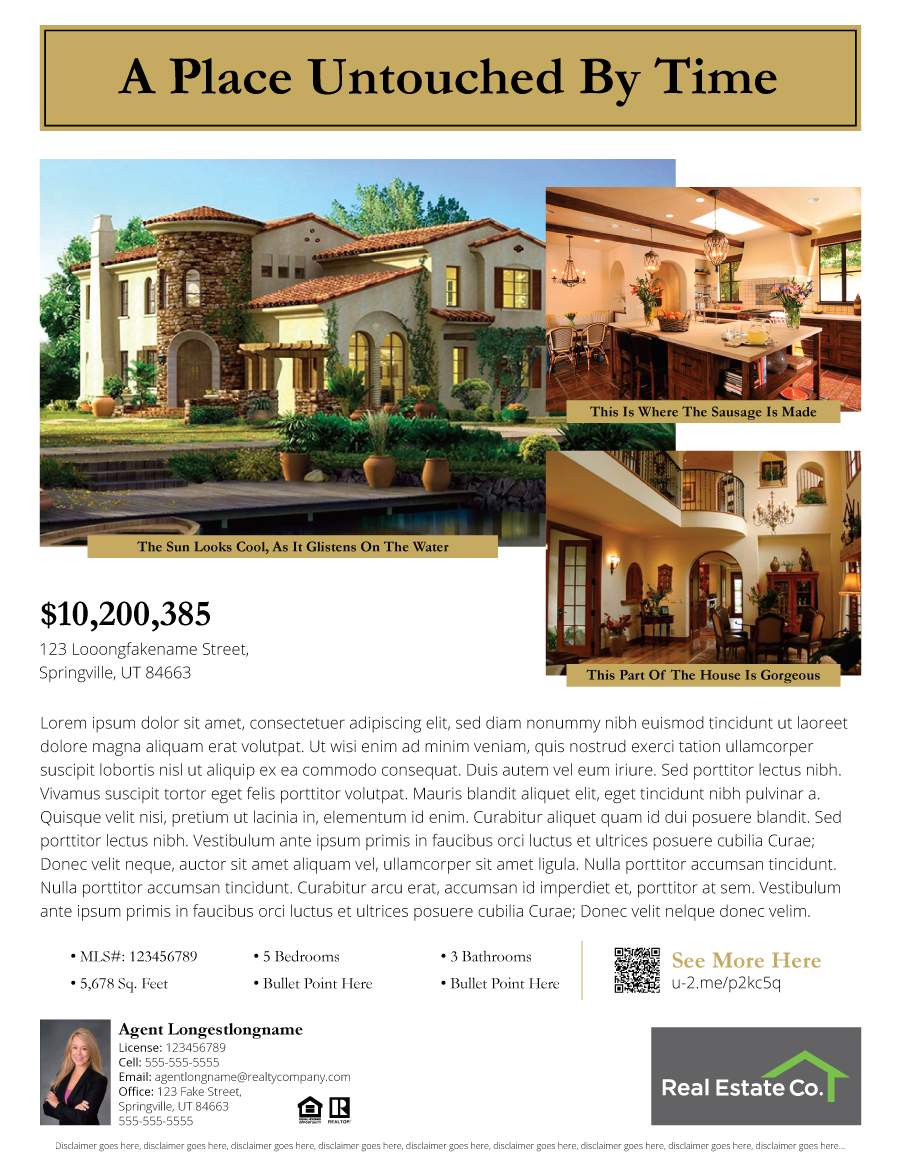 A Place Untouched By Time
This Is Where The Sausage Is Made
The Sun Looks Cool, As It Glistens On The Water
This Part Of The House Is Gorgeous
$10,200,385
123 Looongfakename Street,
Springville, UT 84663
Lorem ipsum dolor sit amet, consectetuer adipiscing elit, sed diam nonummy nibh euismod tincidunt ut laoreet
dolore magna aliquam erat volutpat. Ut wisi enim ad minim veniam, quis nostrud exerci tation ullamcorper
suscipit lobortis nisl ut aliquip ex ea commodo consequat. Duis autem vel eum iriure. Sed porttitor lectus nibh.
Vivamus suscipit tortor eget felis porttitor volutpat. Mauris blandit aliquet elit, eget tincidunt nibh pulvinar a.
Quisque velit nisi, pretium ut lacinia in, elementum id enim. Curabitur aliquet quam id dui posuere blandit. Sed
porttitor lectus nibh. Vestibulum ante ipsum primis in faucibus orci luctus et ultrices posuere cubilia Curae;
Donec velit neque, auctor sit amet aliquam vel, ullamcorper sit amet ligula. Nulla porttitor accumsan tincidunt.
Nulla porttitor accumsan tincidunt. Curabitur arcu erat, accumsan id imperdiet et, porttitor at sem. Vestibulum
ante ipsum primis in faucibus orci luctus et ultrices posuere cubilia Curae; Donec velit nelque donec velim.
• MLS#: 123456789
• 5 Bedrooms
• 3 Bathrooms
• 5,678 Sq. Feet
• Bullet Point Here
• Bullet Point Here
See More Here
u-2.me/p2kc5q
Agent Longestlongname
License: 123456789
Cell: 555-555-5555
Email: agentlongname@realtycompany.com
Office: 123 Fake Street,
Springville, UT 84663
555-555-5555
EQUAL HOUSING
OPPORTUNITY
REALTOR®
Real Estate Co.
Disclaimer goes here, disclaimer goes here, disclaimer goes here, disclaimer goes here, disclaimer goes here, disclaimer goes here, disclaimer goes here, disclaimer goes here, disclaimer goes here...